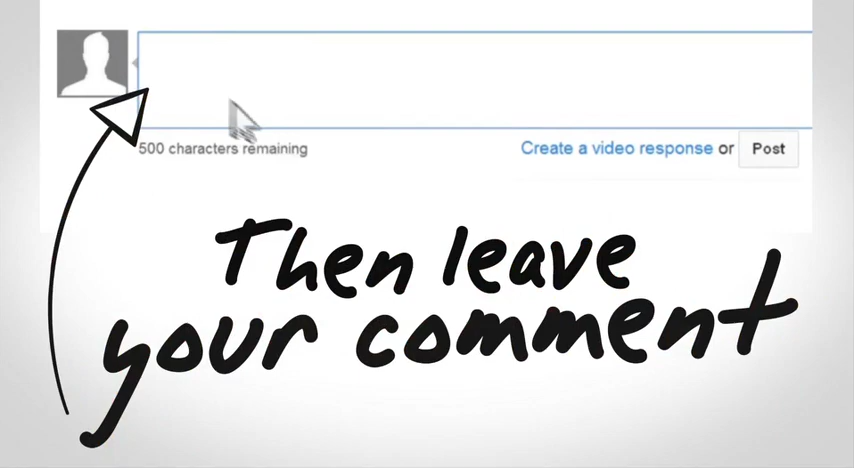 500 characters remaining Create a video response or Post
Then leave
your comment